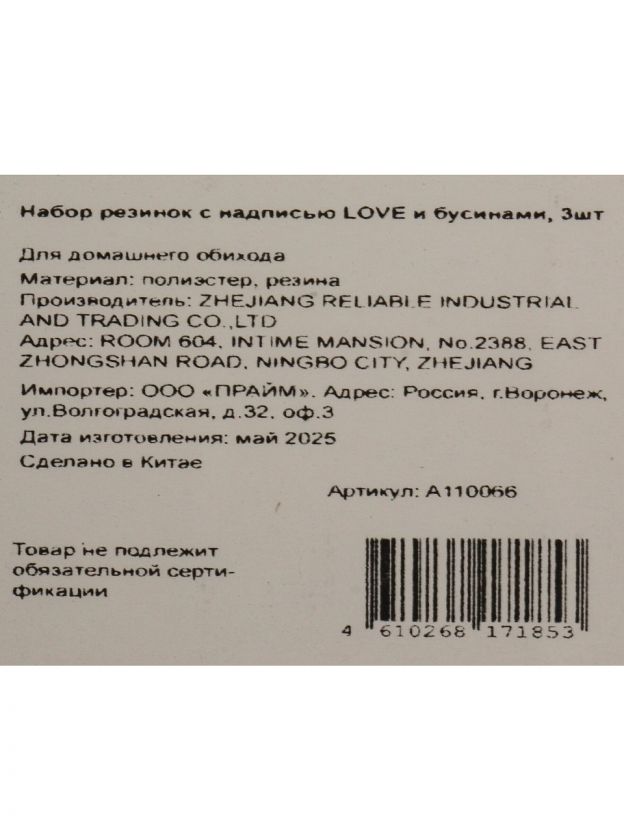 Набор резинок с надписью LOVE и бусинами, 3шт
Для домашнего обихода
Материал: полиэстер, резина
Производитель: ZHEJIANG RELIABLE INDUSTRIAL
AND TRADING CO.,LTD
Адрес: ROOM 604, INTIME MANSION, No.2388, EAST
ZHONGSHAN ROAD, NINGBO CITY, ZHEJIANG
Импортер: ООО «ПРАЙМ». Адрес: Россия, г.Воронеж,
ул.Волгоградская, д.32, оф.3
Дата изготовления: май 2025
Сделано в Китае
Артикул: A110066
Товар не подлежит
обязательной серти-
фикации
4 610268 171853